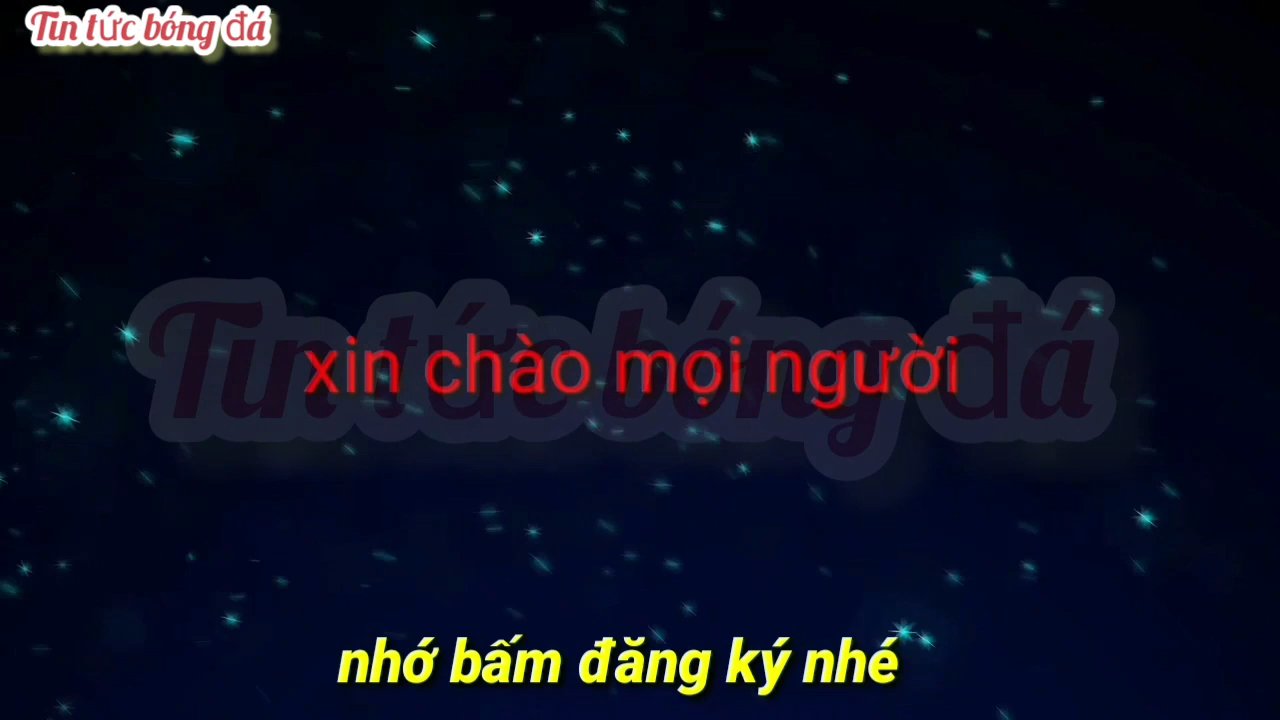 Tin tức bóng đá
Tin tức bóng đá
xin chào mọi người
nhớ bấm đăng ký nhé